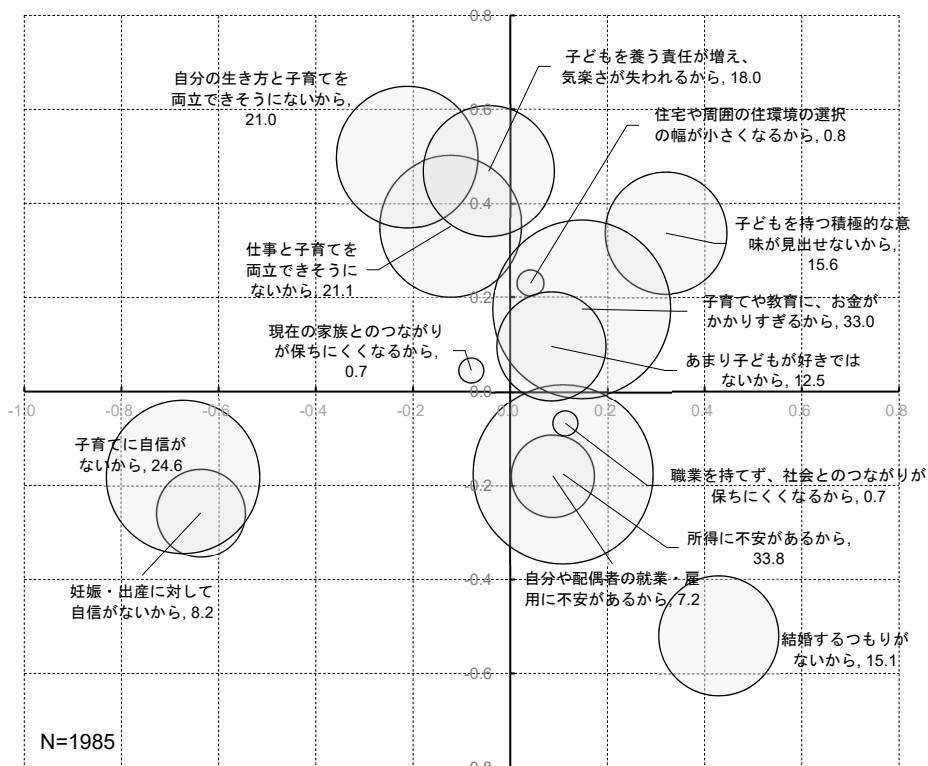 0.8
子どもを養う責任が増え、
気楽さが失われるから, 18.0
自分の生き方と子育てを
両立できそうにないから,
21.0
住宅や周囲の住環境の選択
の幅が小さくなるから, 0.8
0.6
0.4
子どもを持つ積極的な意
味が見出せないから,
15.6
仕事と子育てを
両立できそうに
ないから, 21.1
0.2
子育てや教育に、お金が
かかりすぎるから, 33.0
現在の家族とのつながり
が保ちにくくなるから,
0.7
あまり子どもが好きでは
ないから, 12.5
0.0
-1.0
-0.8
-0.6
-0.4
-0.2
0.0
0.2
0.4
0.6
0.8
子育てに自信が
ないから, 24.6
職業を持てず、社会とのつながりが
保ちにくくなるから, 0.7
-0.2
所得に不安があるから,
33.8
-0.4
自分や配偶者の就業・雇
用に不安があるから, 7.2
妊娠・出産に対して
自信がないから, 8.2
結婚するつもりが
ないから, 15.1
-0.6
N=1985
-0.8